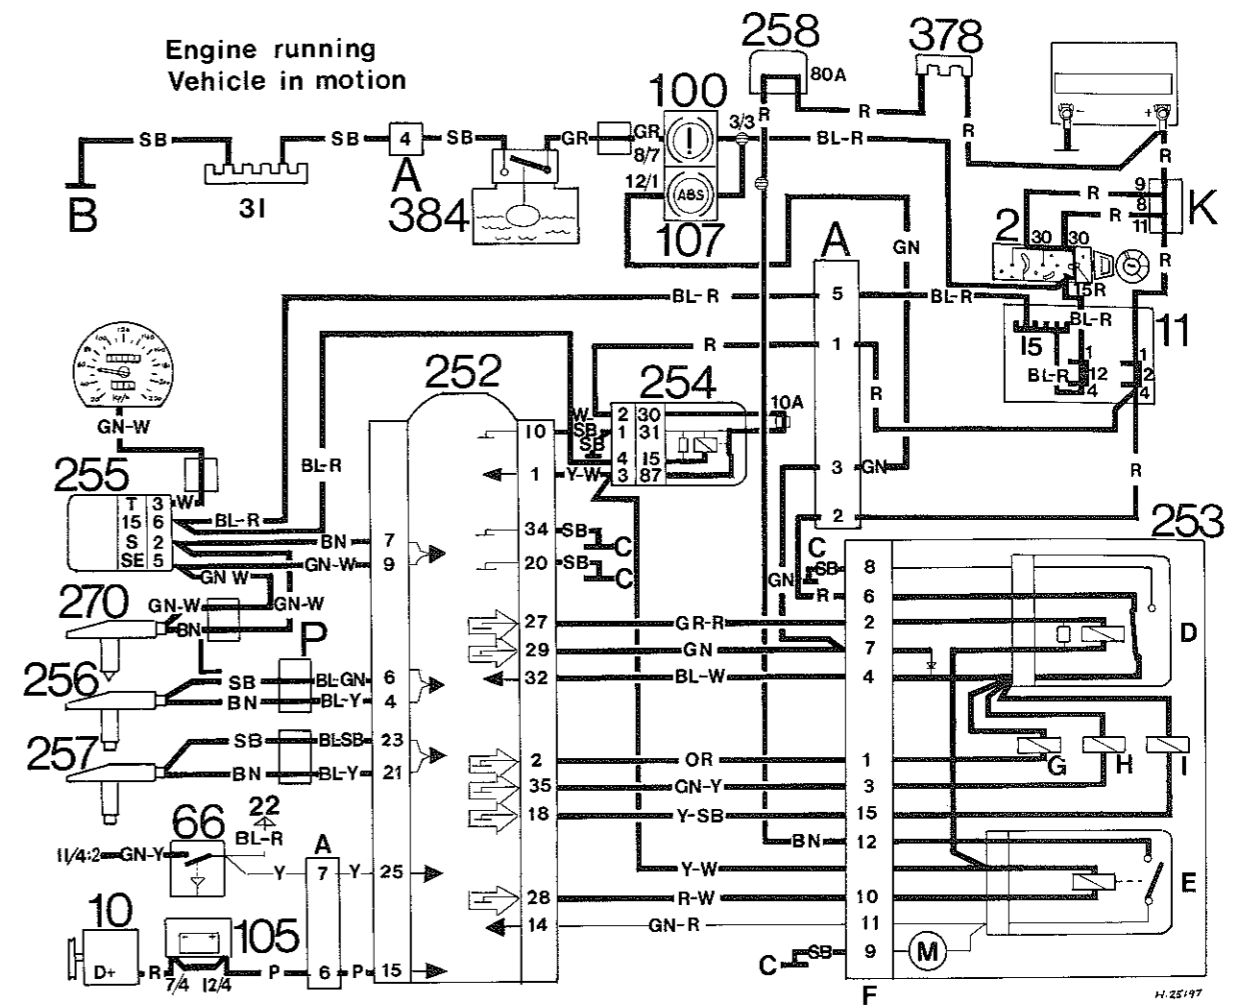 Engine running
Vehicle in motion
258
378
80A
R
R
R
100
3/3
SB
SB
4
SB
GR
GR
8/7
BL-R
R
- +
A
B
31
384
12/1
ABS
107
A
GN
2
30
30
9
8
11
K
R
R
R
15R
BL-R
5
BL-R
BL-R
11
15
BL-R
1
12
4
1
2
4
R
1
R
252
254
10A
GN-W
W-SB
SB
2 30
1 31
4 15
3 87
10
1
Y-W
BL-R
255
T 3
15 6
S 2
SE 5
W
BL-R
BN
GN-W
7
9
3
GN
2
R
253
34
SB
C
20
SB
C
C
SB
8
GN
R
6
GN W
270
GN-W
GN-W
BN
P
27
GR-R
2
D
29
GN
7
32
BL-W
4
256
SB
BL-GN
6
BN
BL-Y
4
257
SB
BL-SB
23
BN
BL-Y
21
2
OR
1
G
H
I
35
GN-Y
3
18
Y-SB
15
66
22
BL-R
11/4:2
GN-Y
Y
A
7
Y
25
BN
12
Y-W
E
28
R-W
10
14
GN-R
11
10
D+
R
105
- +
7/4
12/4
P
6
P
15
C
SB
9
M
F
H.25197